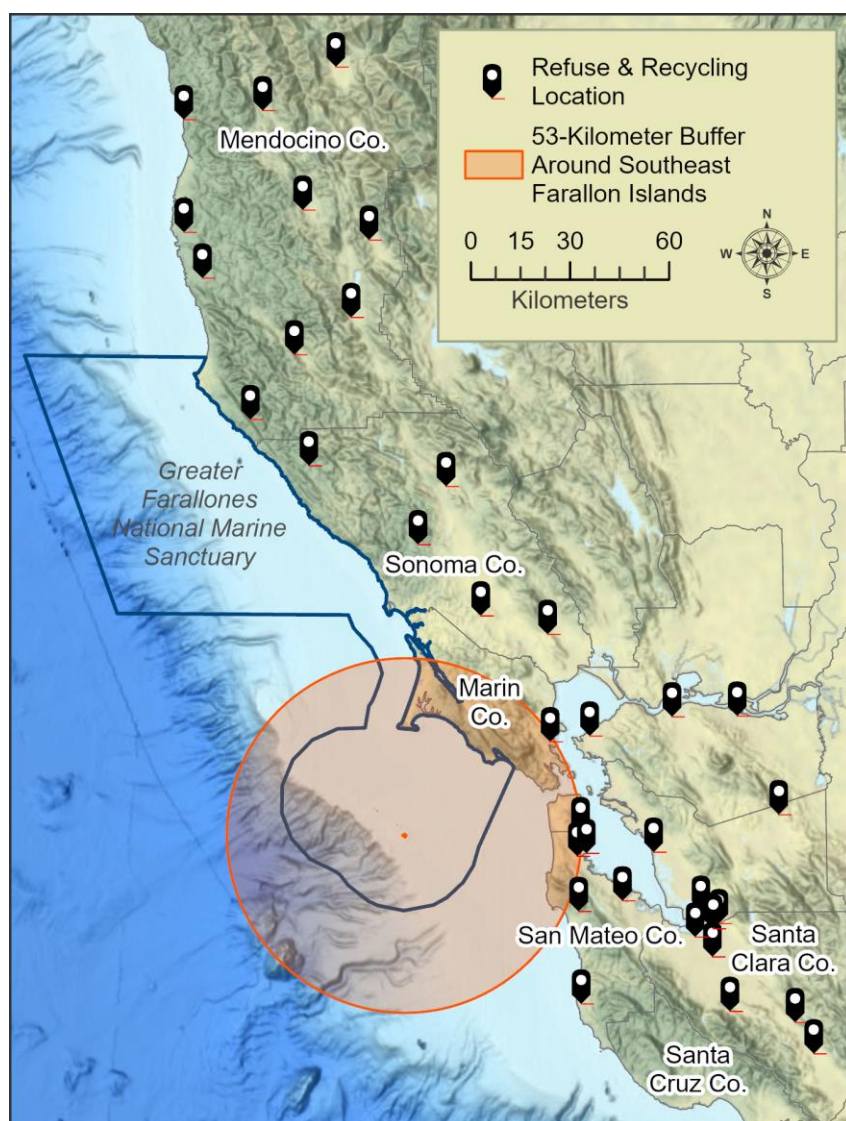 Refuse & Recycling
Location
53-Kilometer Buffer
Around Southeast
Farallon Islands
0 15 30 60
Kilometers
N
W E
S
Mendocino Co.
Greater
Farallones
National Marine
Sanctuary
Sonoma Co.
Marin
Co.
San Mateo Co.
Santa
Clara Co.
Santa
Cruz Co.